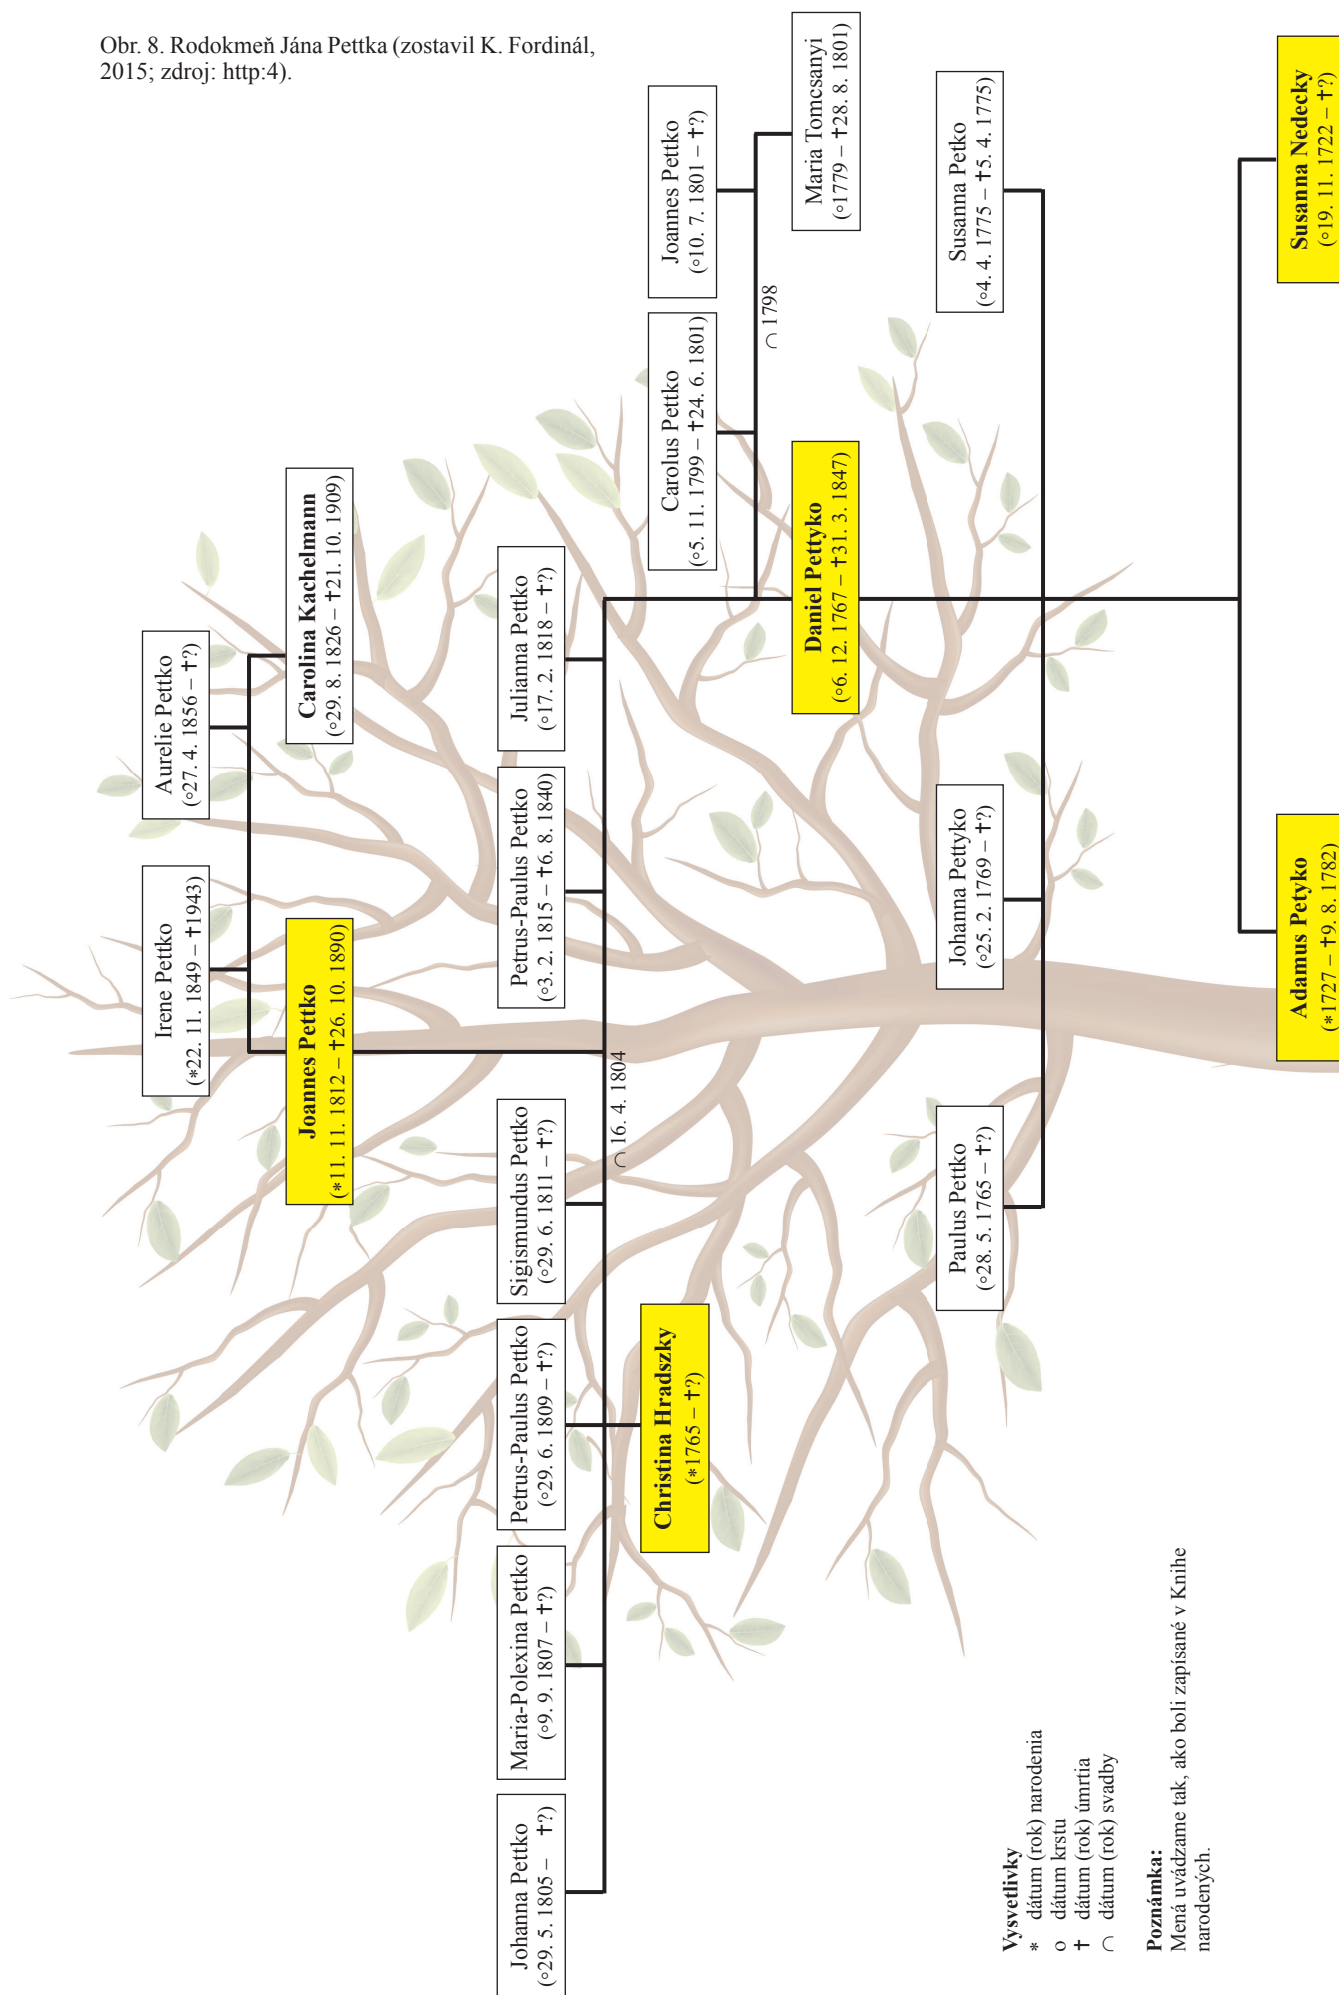 Obr. 8. Rodokmeň Jána Pettka (zostavil K. Fordinál,
2015; zdroj: http:4).
Irene Pettko
(*22. 11. 1849 – †1943)
Aurelie Pettko
(○27. 4. 1856 – †?)
Joannes Pettko
(*11. 11. 1812 – †26. 10. 1890)
Carolina Kachelmann
(○29. 8. 1826 – †21. 10. 1909)
Johanna Pettko
(○29. 5. 1805 – †?)
Maria-Polexina Pettko
(○9. 9. 1807 – †?)
Petrus-Paulus Pettko
(○29. 6. 1809 – †?)
Sigismundus Pettko
(○29. 6. 1811 – †?)
Petrus-Paulus Pettko
(○3. 2. 1815 – †6. 8. 1840)
Julianna Pettko
(○17. 2. 1818 – †?)
∩ 16. 4. 1804
Christina Hradszky
(*1765 – †?)
Carolus Pettko
(○5. 11. 1799 – †24. 6. 1801)
Joannes Pettko
(○10. 7. 1801 – †?)
∩ 1798
Daniel Pettyko
(○6. 12. 1767 – †31. 3. 1847)
Maria Tomcsanyi
(○1779 – †28. 8. 1801)
Paulus Pettko
(○28. 5. 1765 – †?)
Johanna Pettyko
(○25. 2. 1769 – †?)
Susanna Petko
(○4. 4. 1775 – †5. 4. 1775)
Adamus Petyko
(*1727 – †9. 8. 1782)
Susanna Nedecky
(○19. 11. 1722 – †?)
Vysvetlivky
* dátum (rok) narodenia
○ dátum krstu
† dátum (rok) úmrtia
∩ dátum (rok) svadby
Poznámka:
Mená uvádzame tak, ako boli zapísané v Knihe
narodených.